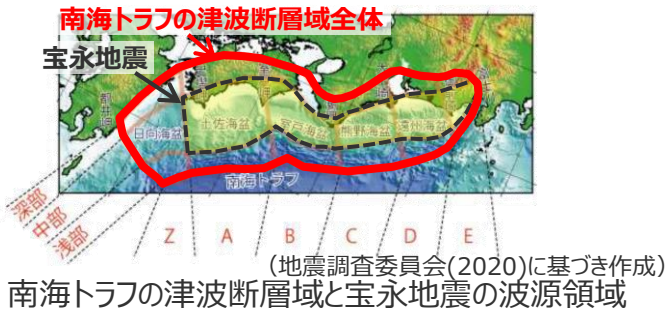 南海トラフの津波断層域全体
宝永地震
都井岬
日向海盆
土佐海盆
室戸海盆
熊野海盆
遠州海盆
南海トラフ
深部
中部
浅部
Z A B C D E
(地震調査委員会(2020)に基づき作成)
南海トラフの津波断層域と宝永地震の波源領域